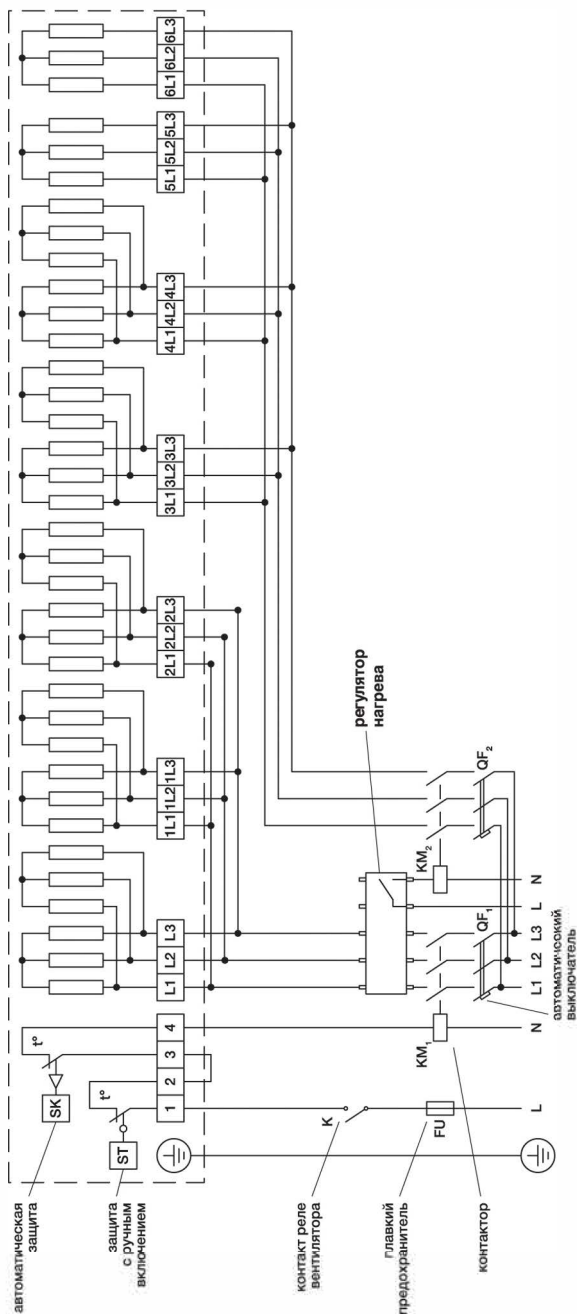 автоматическая
защита
защита
с ручным
включением
SK
ST
t°
t°
1
2
3
4
L1
L2
L3
1L1
1L2
1L3
2L1
2L2
2L3
3L1
3L2
3L3
4L1
4L2
4L3
5L1
5L2
5L3
6L1
6L2
6L3
регулятор
нагрева
контакт реле
вентилятора
K
KM1
KM2
QF1
QF2
плавкий
предохранитель
FU
контактор
автоматический
выключатель
L
N
L1
L2
L3
L
N